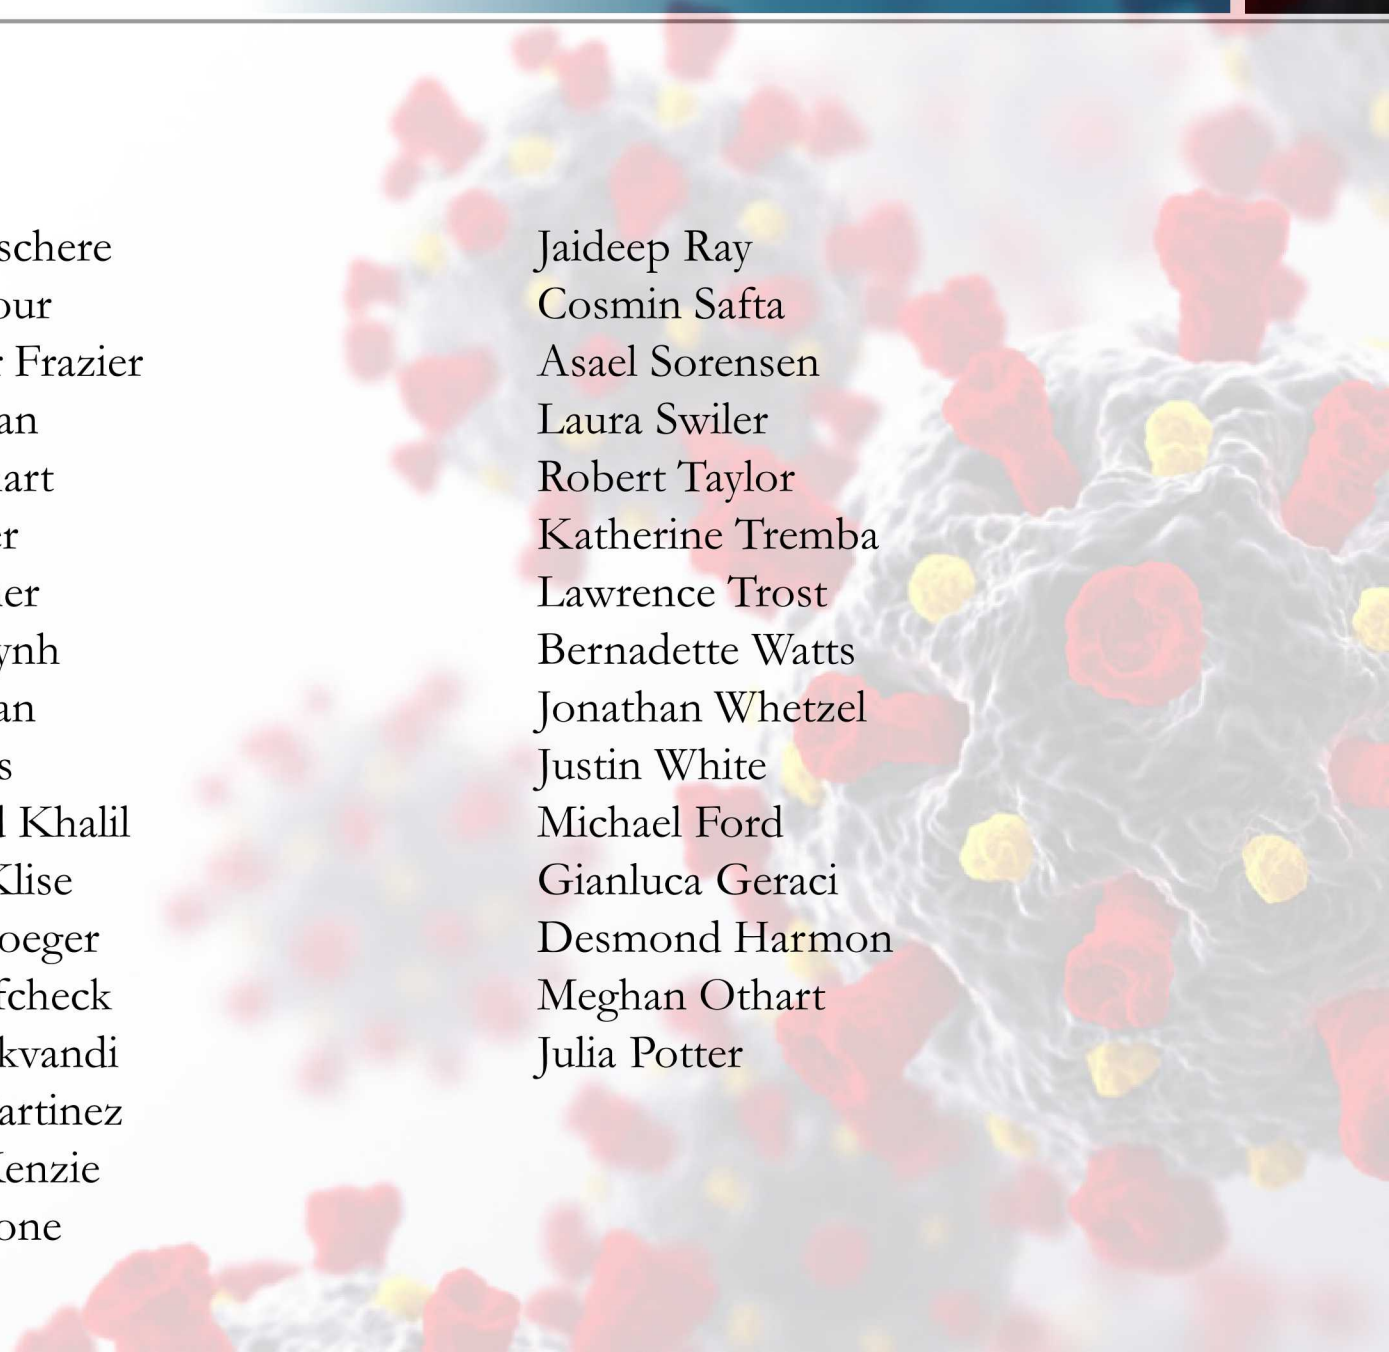 schere
our
r Frazier
an
art
er
er
ynh
an
s
d Khalil
Klise
oeger
fcheck
kvandi
artinez
Kenzie
one
Jaideep Ray
Cosmin Safta
Asael Sorensen
Laura Swiler
Robert Taylor
Katherine Tremba
Lawrence Trost
Bernadette Watts
Jonathan Whetzel
Justin White
Michael Ford
Gianluca Geraci
Desmond Harmon
Meghan Othart
Julia Potter